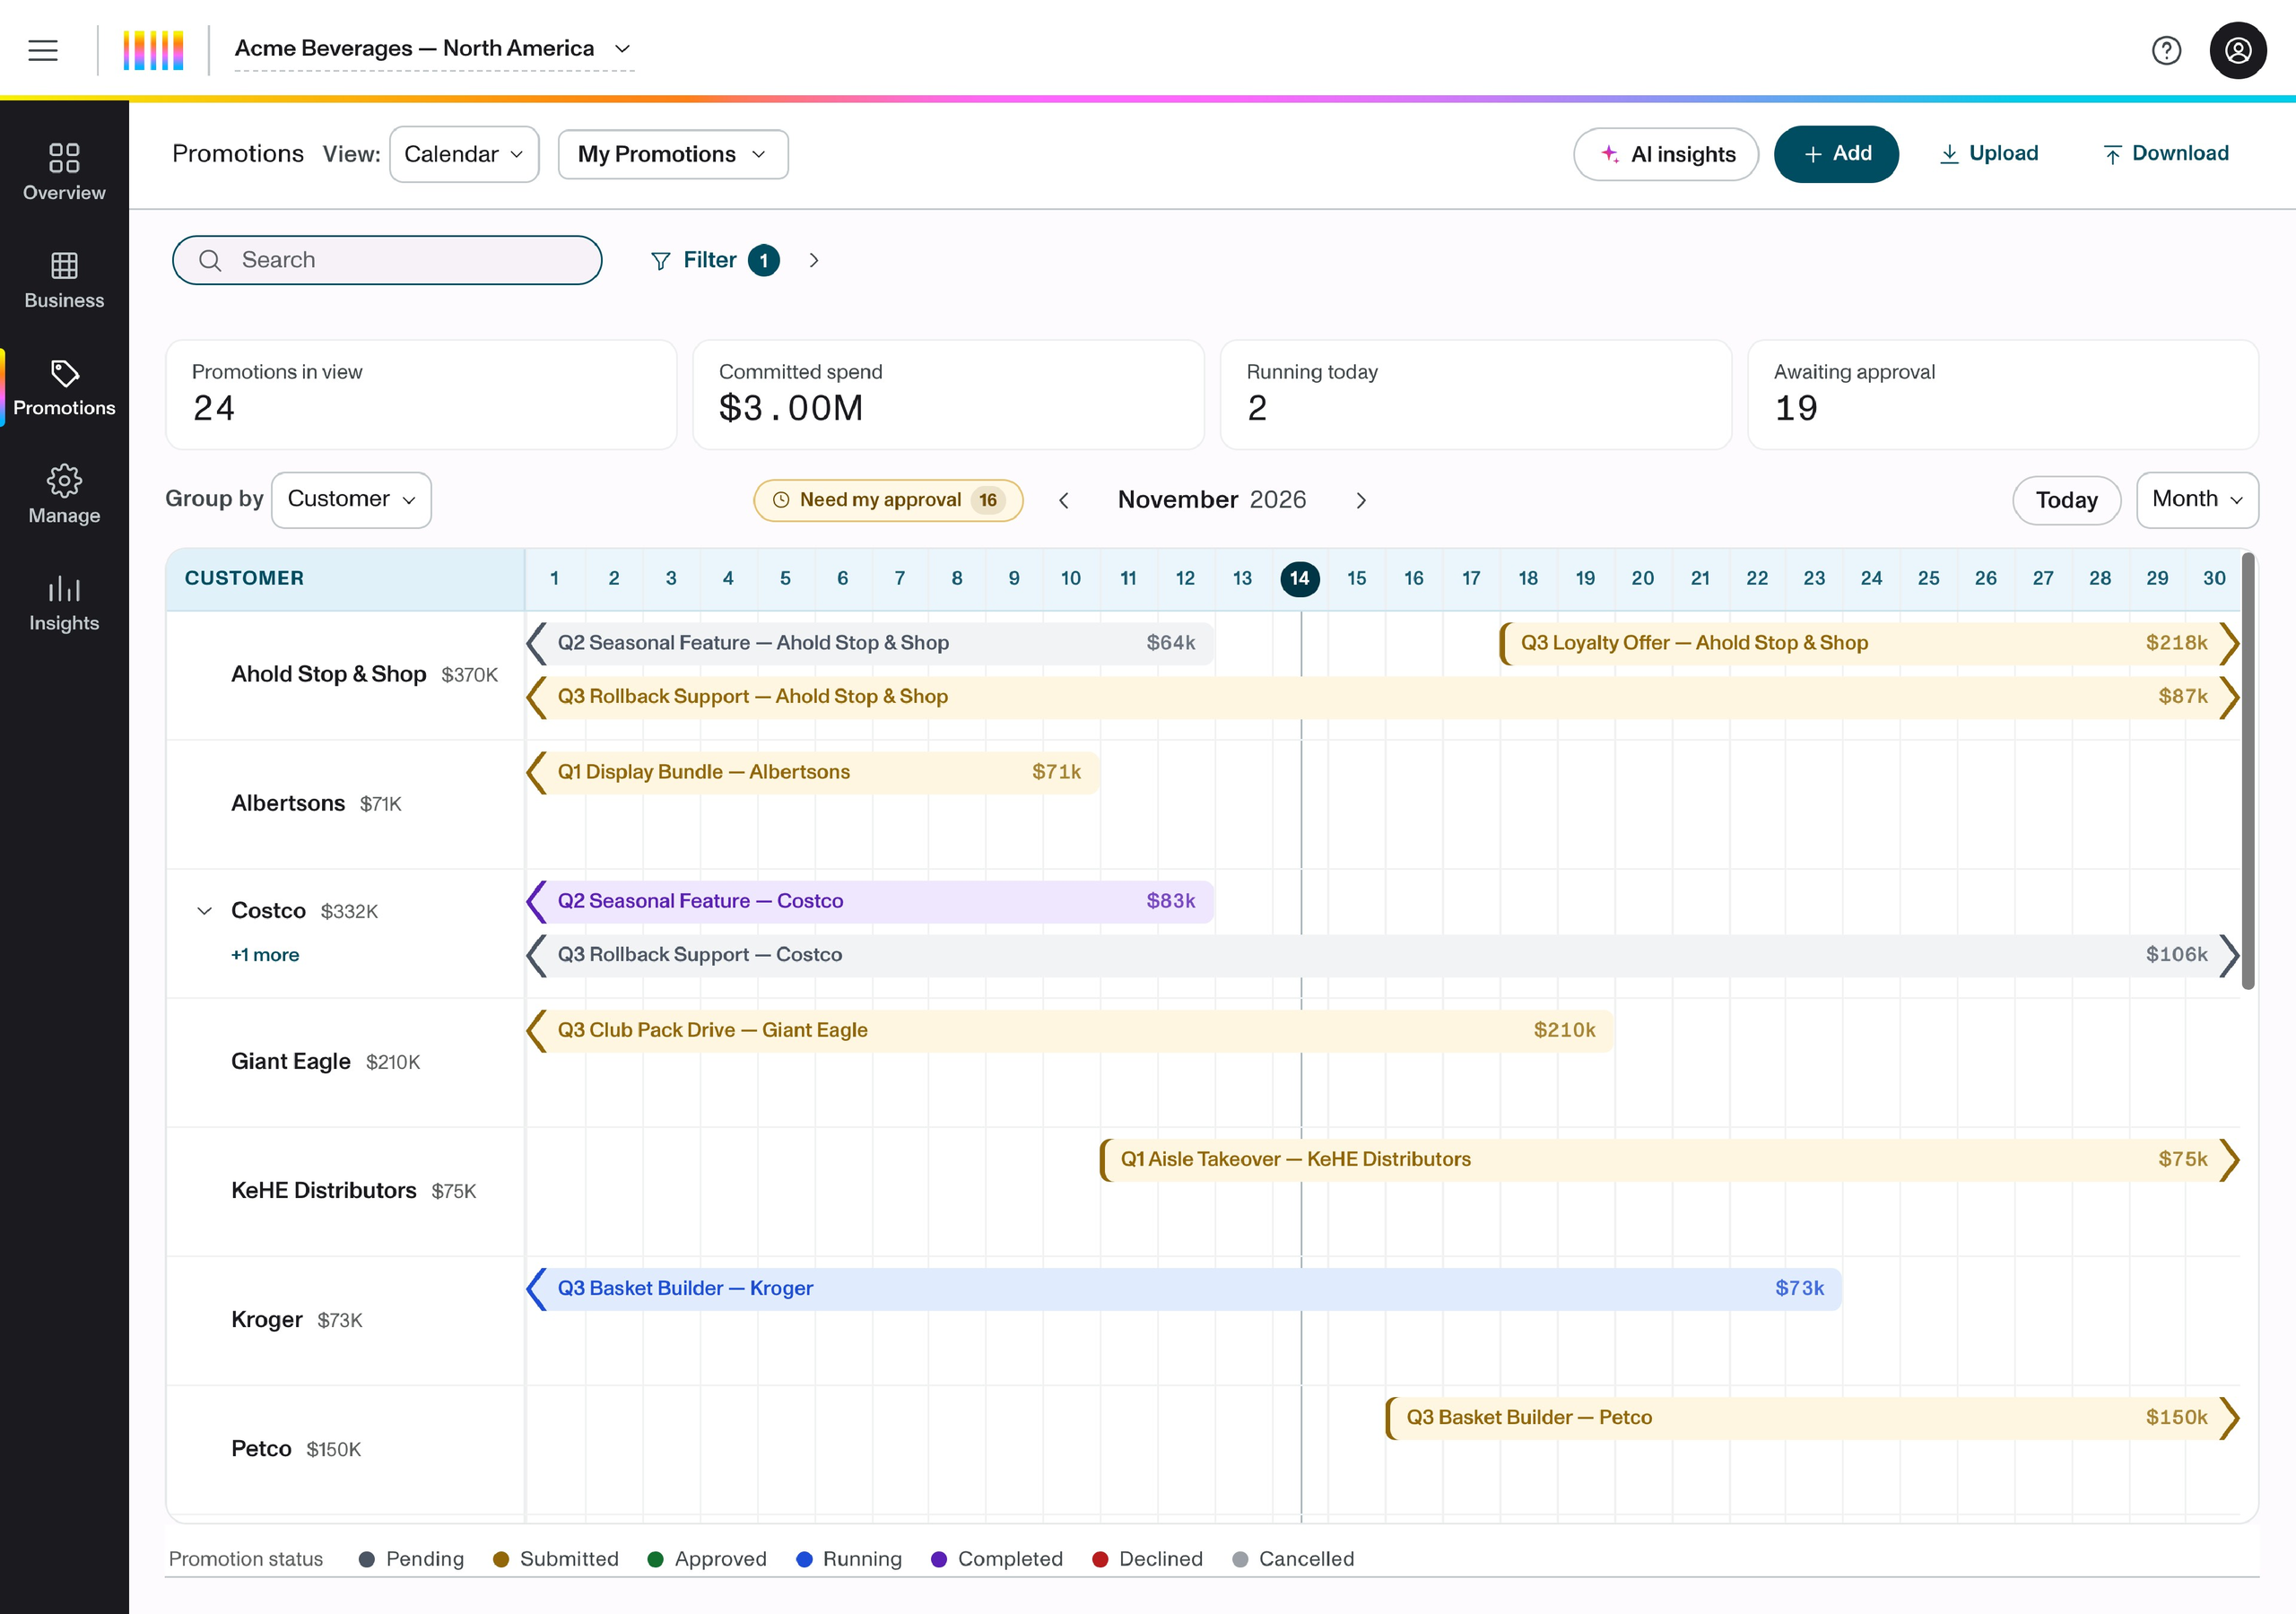 Acme Beverages — North America
Overview
Business
Promotions
Manage
Insights
Promotions View: Calendar My Promotions AI insights + Add Upload Download
Search Filter 1
Promotions in view
24
Committed spend
$3.00M
Running today
2
Awaiting approval
19
Group by Customer Need my approval 16 November 2026 Today Month
CUSTOMER 1 2 3 4 5 6 7 8 9 10 11 12 13 14 15 16 17 18 19 20 21 22 23 24 25 26 27 28 29 30
Ahold Stop & Shop $370K
Q2 Seasonal Feature — Ahold Stop & Shop $64k
Q3 Loyalty Offer — Ahold Stop & Shop $218k
Q3 Rollback Support — Ahold Stop & Shop $87k
Albertsons $71K
Q1 Display Bundle — Albertsons $71k
Costco $332K
+1 more
Q2 Seasonal Feature — Costco $83k
Q3 Rollback Support — Costco $106k
Giant Eagle $210K
Q3 Club Pack Drive — Giant Eagle $210k
KeHE Distributors $75K
Q1 Aisle Takeover — KeHE Distributors $75k
Kroger $73K
Q3 Basket Builder — Kroger $73k
Petco $150K
Q3 Basket Builder — Petco $150k
Promotion status Pending Submitted Approved Running Completed Declined Cancelled